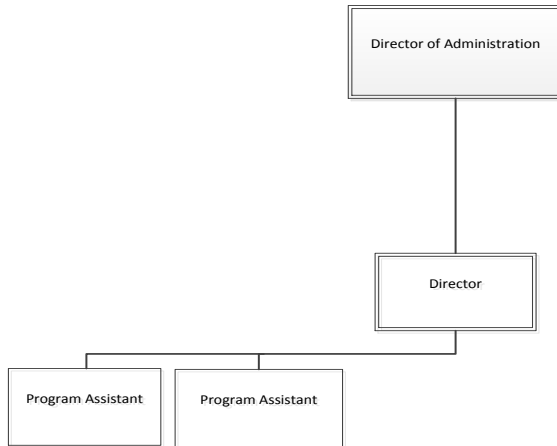 Director of Administration
Director
Program Assistant
Program Assistant